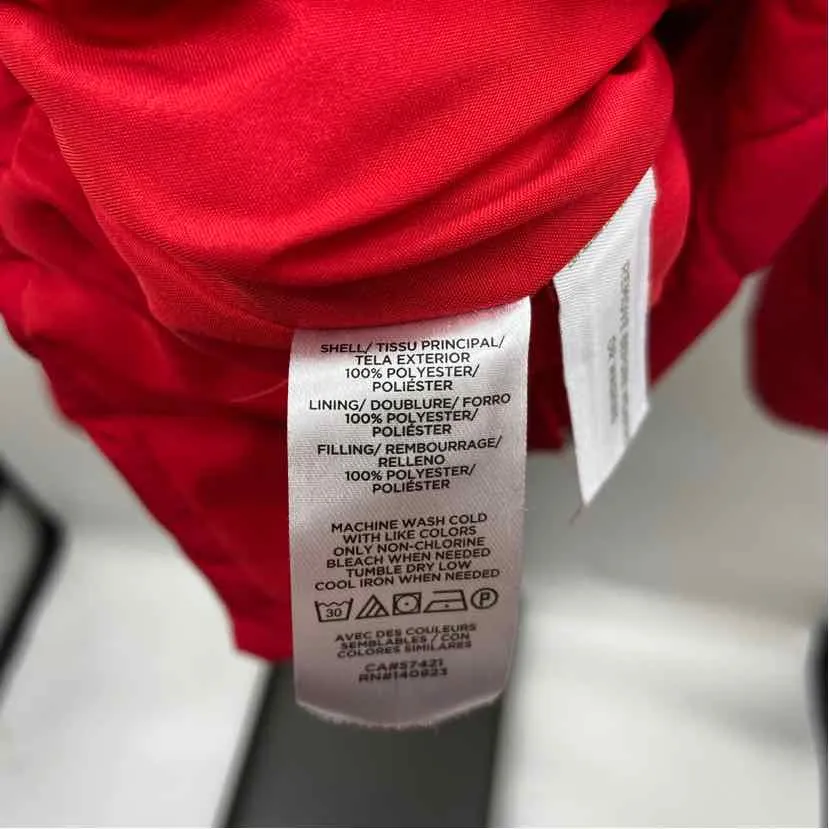 SHELL/ TISSU PRINCIPAL/
TELA EXTERIOR
100% POLYESTER/
POLIÉSTER
LINING/ DOUBLURE/ FORRO
100% POLYESTER/
POLIÉSTER
FILLING/ REMBOURRAGE/
RELLENO
100% POLYESTER/
POLIÉSTER
MACHINE WASH COLD
WITH LIKE COLORS
ONLY NON-CHLORINE
BLEACH WHEN NEEDED
TUMBLE DRY LOW
COOL IRON WHEN NEEDED
30 P
AVEC DES COULEURS
SEMBLABLES / CON
COLORES SIMILARES
CA#57421
RN#140623